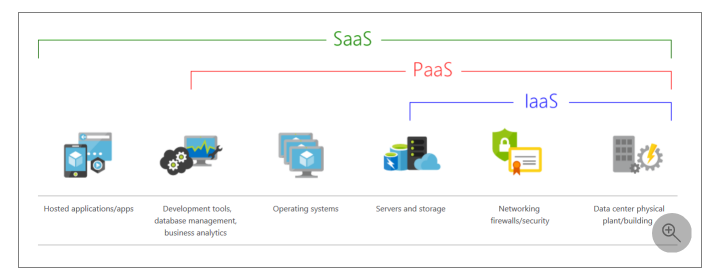 SaaS
PaaS
IaaS
Hosted applications/apps
Development tools,
database management,
business analytics
Operating systems
Servers and storage
Networking
firewalls/security
Data center physical
plant/building